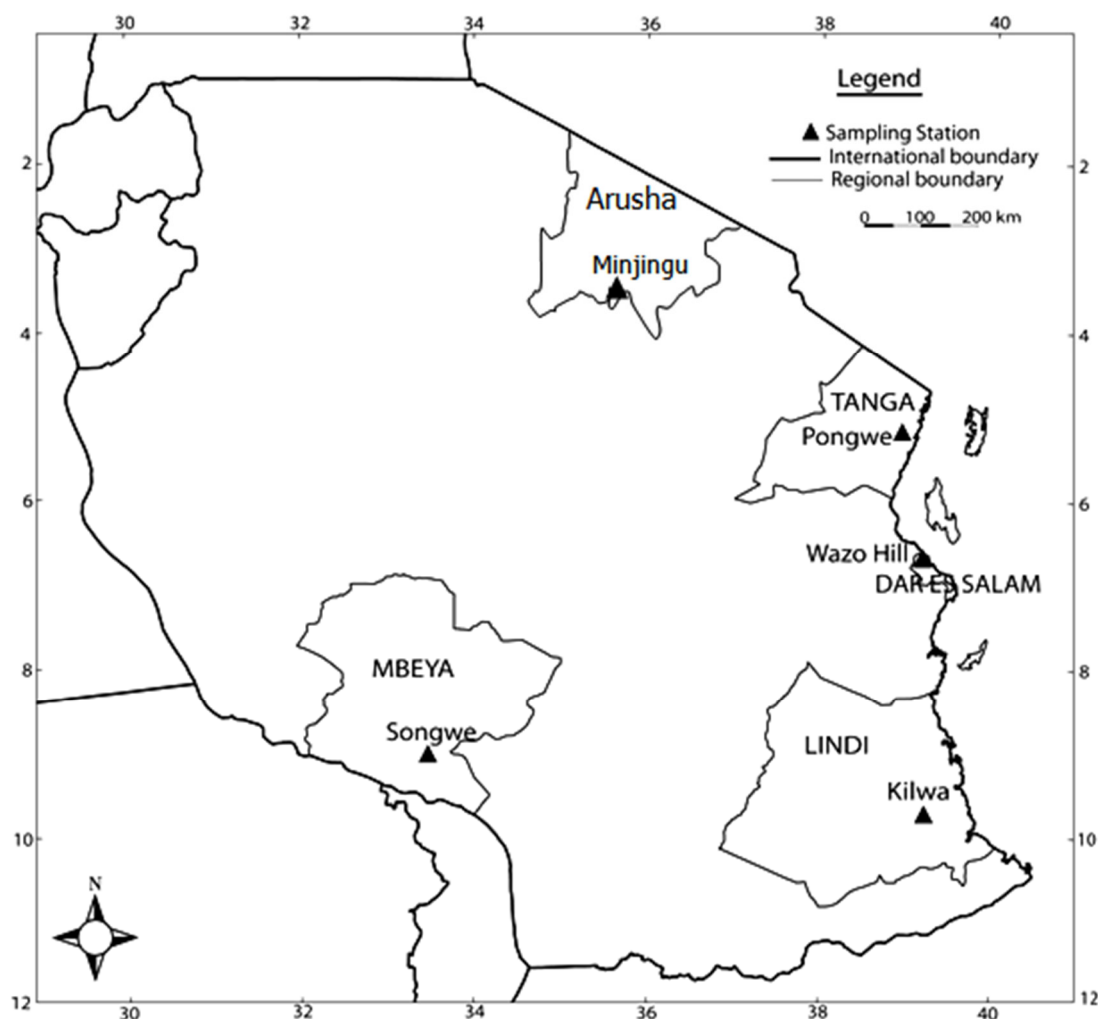 30 32 34 36 38 40
Legend
Sampling Station
International boundary
Regional boundary
0 100 200 km
2 2
Arusha
Minjingu
4 4
TANGA
Pongwe
6 6
Wazo Hill
DAR ES SALAM
8 8
MBEYA
Songwe
LINDI
Kilwa
10 10
N
12 12
30 32 34 36 38 40